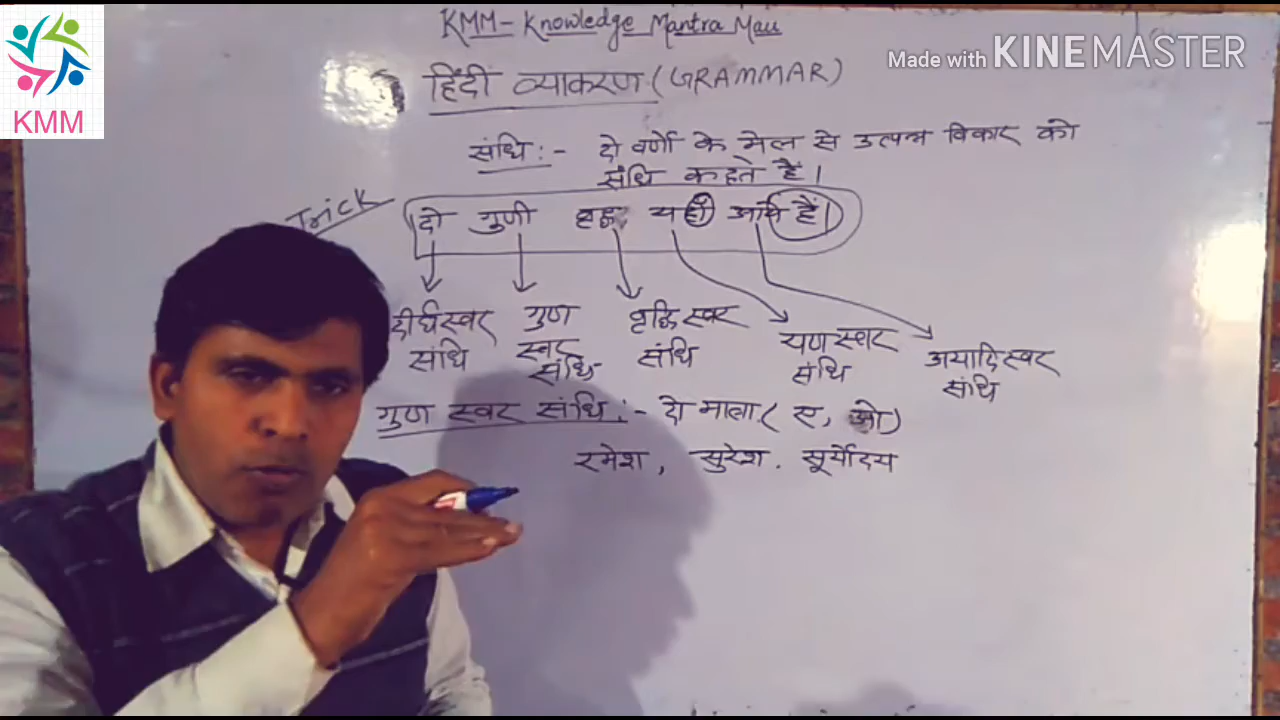 KMM- Knowledge Mantra Mau
Made with KINEMASTER
KMM
हिंदी व्याकरण (GRAMMAR)
संधि :- दो वर्णो के मेल से उत्पन्न विकार को
संधि कहते हैं।
Trick
दो गुणी वृद्ध यहाँ आये हैं।
दीर्घ स्वर संधि
गुण स्वर संधि
वृद्धि स्वर संधि
यण स्वर संधि
अयादि स्वर संधि
गुण स्वर संधि :- दो मात्रा ( ए, ओ)
रमेश, सुरेश. सूर्योदय